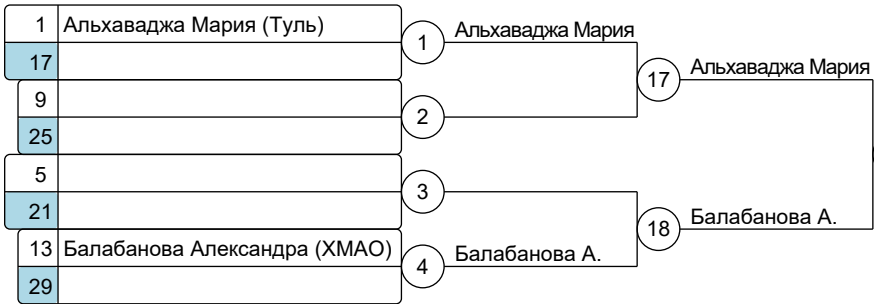 1 Альхаваджа Мария (Туль)
17
1
Альхаваджа Мария
9
25
2
17
Альхаваджа Мария
5
21
3
13 Балабанова Александра (ХМАО)
29
4
Балабанова А.
18
Балабанова А.